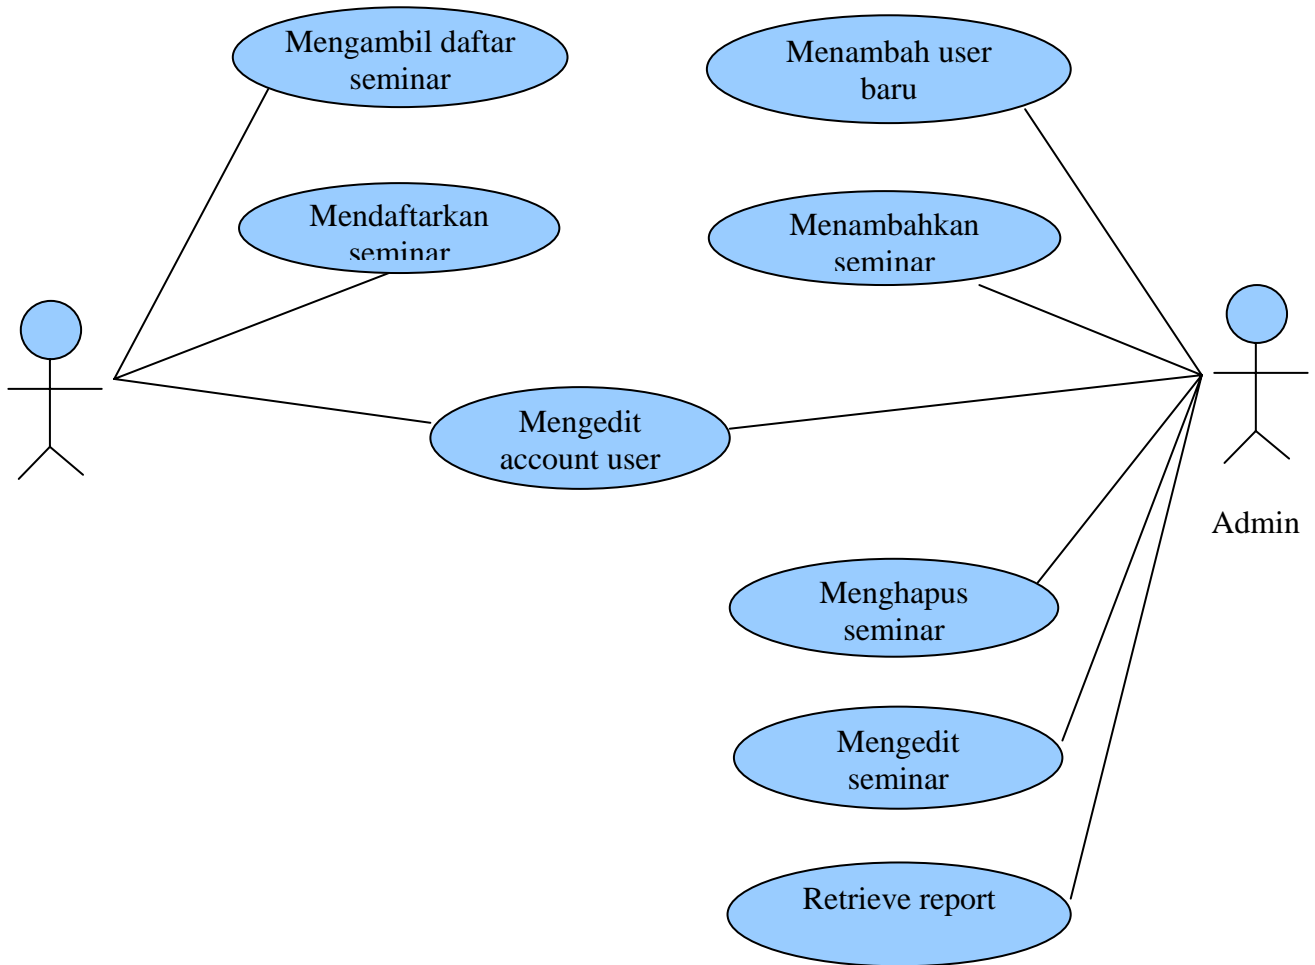 Mengambil daftar
seminar
Menambah user
baru
Mendaftarkan
seminar
Menambahkan
seminar
Mengedit
account user
Admin
Menghapus
seminar
Mengedit
seminar
Retrieve report